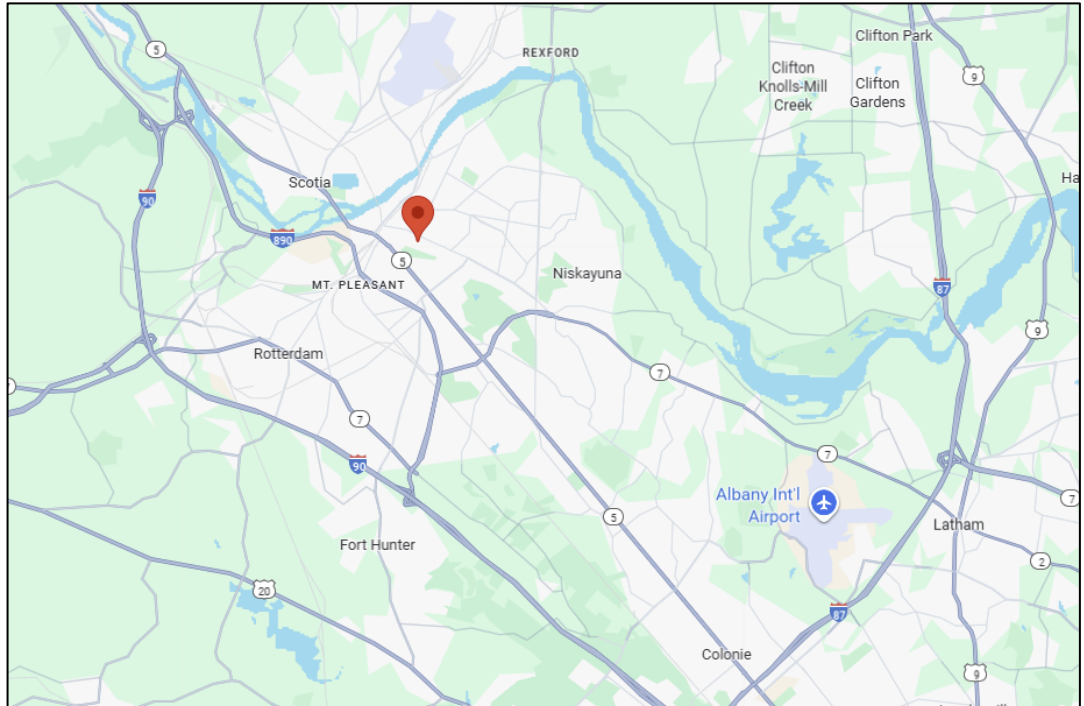 5
REXFORD
Clifton Park
9
Clifton
Knolls-Mill
Creek
Clifton
Gardens
Ha
Scotia
90
890
5
MT. PLEASANT
Niskayuna
87
9
Rotterdam
7
7
90
7
Albany Int'l
Airport
7
5
Latham
Fort Hunter
2
20
87
Colonie
9